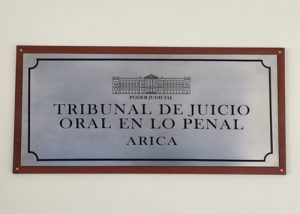 PODER JUDICIAL
TRIBUNAL DE JUICIO
ORAL EN LO PENAL
ARICA